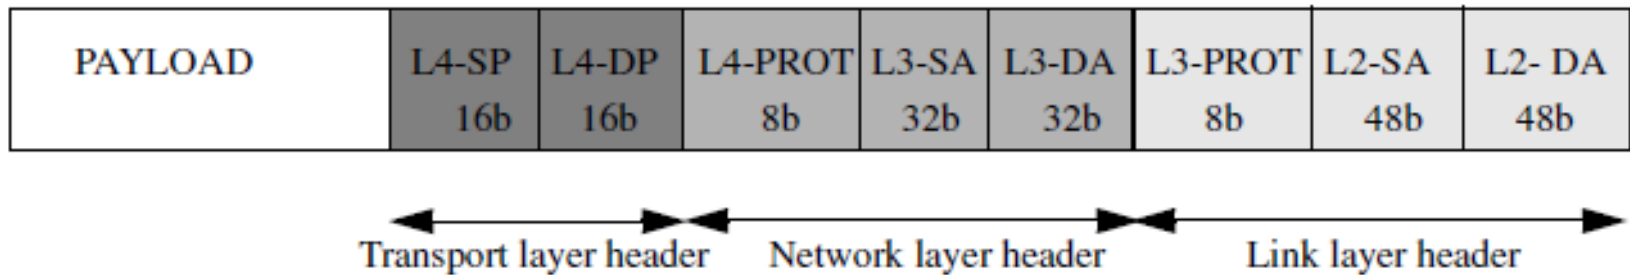 PAYLOAD L4-SP L4-DP L4-PROT L3-SA L3-DA L3-PROT L2-SA L2- DA
16b 16b 8b 32b 32b 8b 48b 48b
Transport layer header Network layer header Link layer header